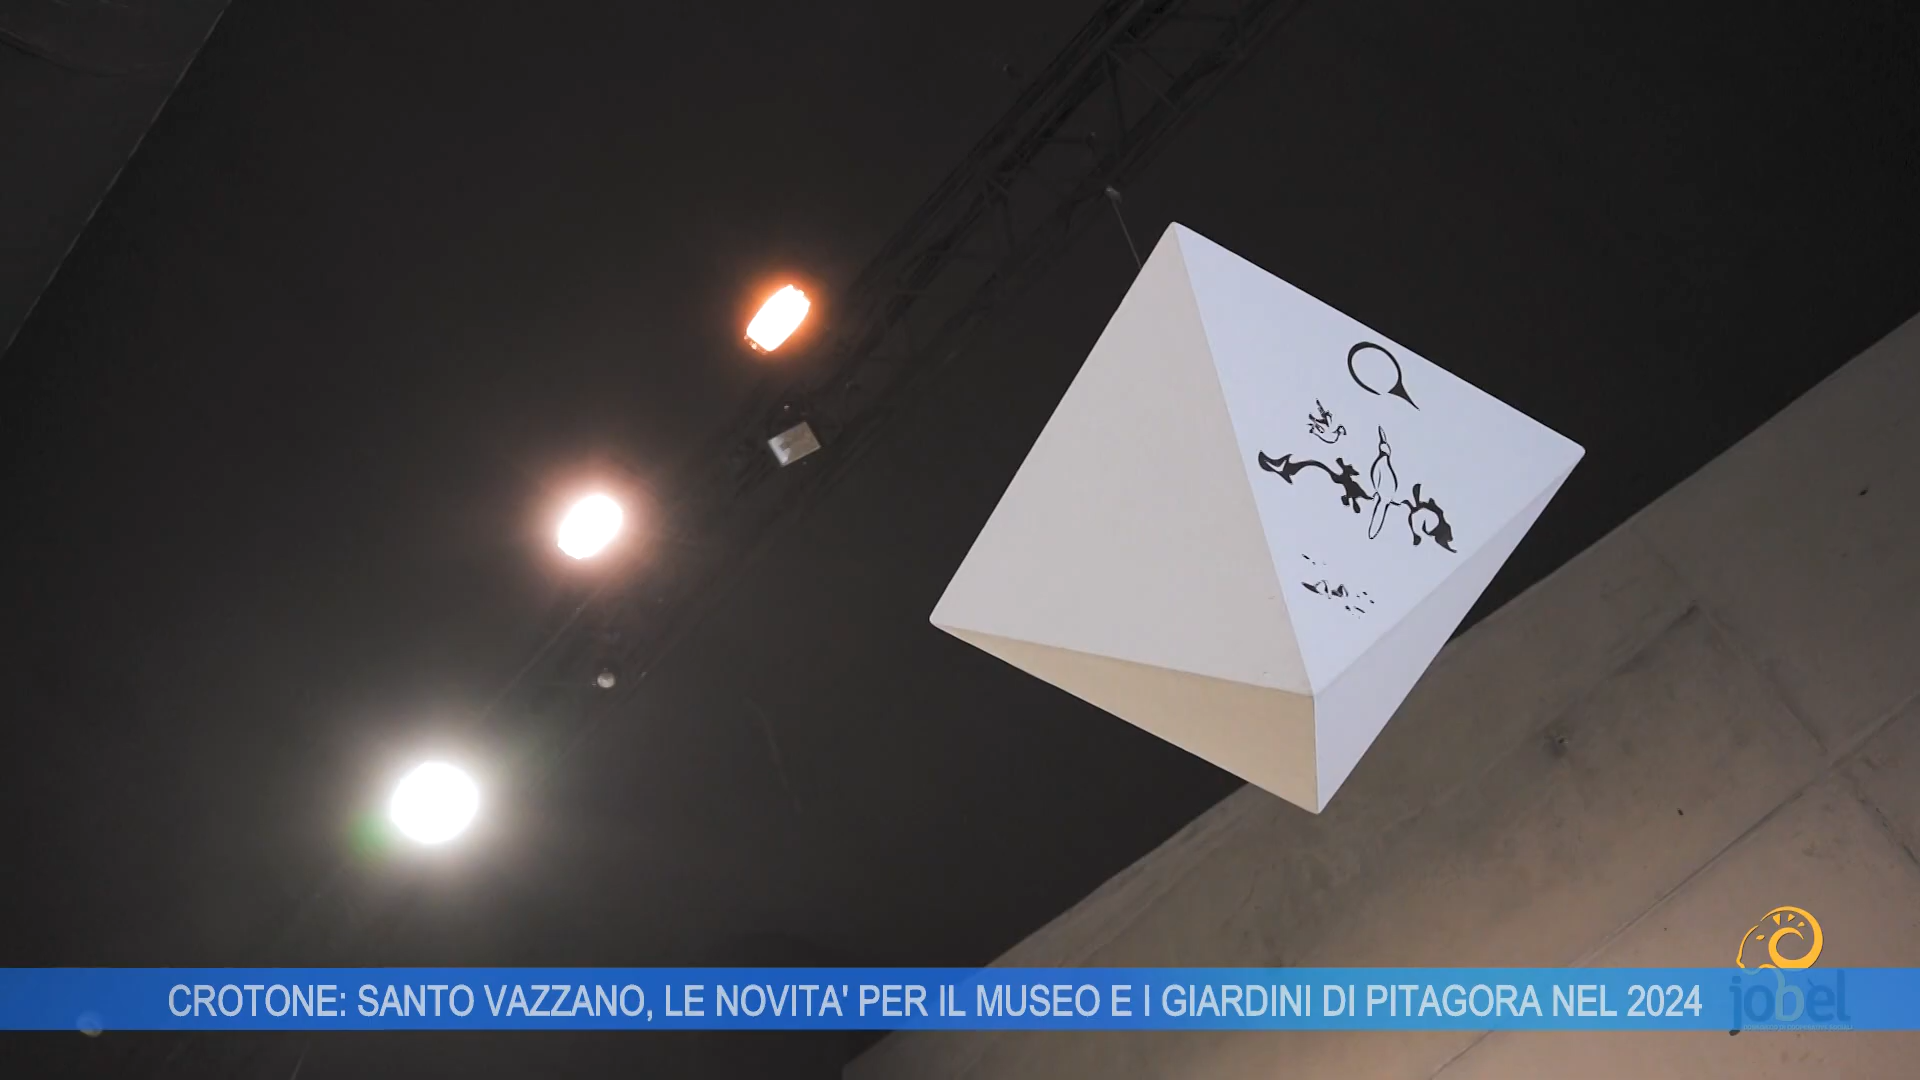 CROTONE: SANTO VAZZANO, LE NOVITA' PER IL MUSEO E I GIARDINI DI PITAGORA NEL 2024
jobel